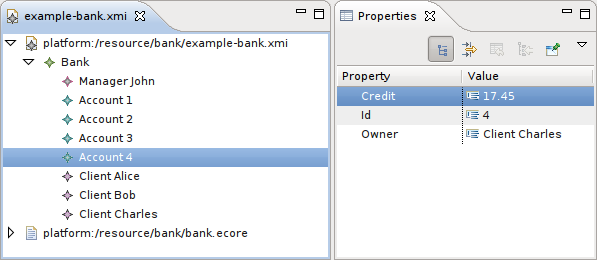 example-bank.xmi
platform:/resource/bank/example-bank.xmi
Bank
Manager John
Account 1
Account 2
Account 3
Account 4
Client Alice
Client Bob
Client Charles
platform:/resource/bank/bank.ecore
Properties
Property Value
Credit 17.45
Id 4
Owner Client Charles